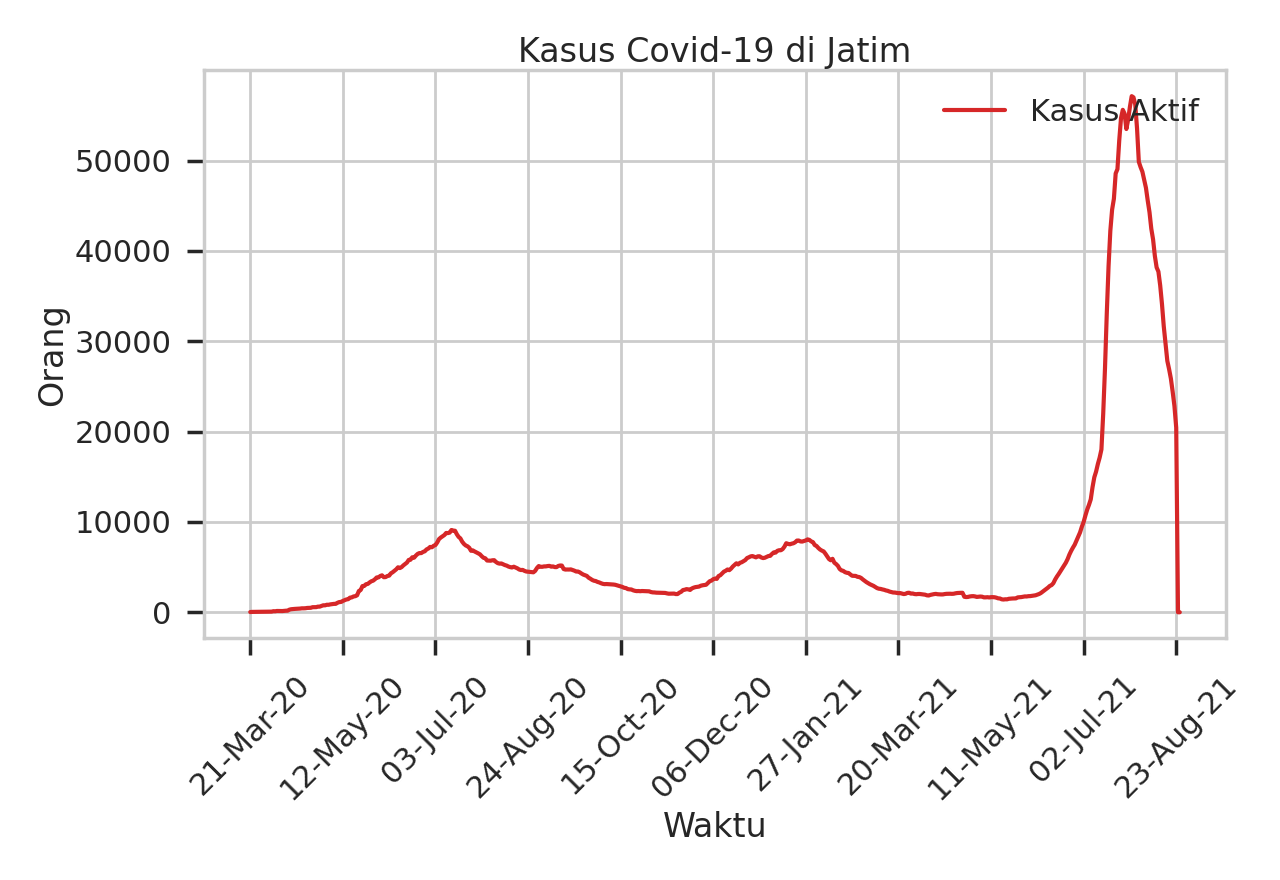 Kasus Covid-19 di Jatim
Kasus Aktif
Orang
50000
40000
30000
20000
10000
0
21-Mar-20
12-May-20
03-Jul-20
24-Aug-20
15-Oct-20
06-Dec-20
27-Jan-21
20-Mar-21
11-May-21
02-Jul-21
23-Aug-21
Waktu